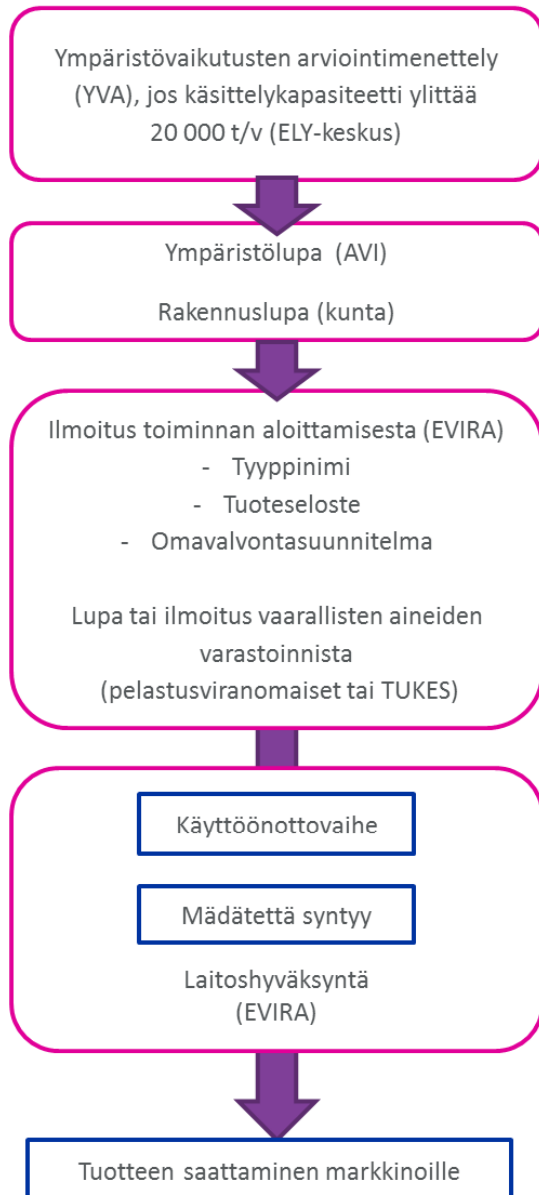 Ympäristövaikutusten arviointimenettely
(YVA), jos käsittelykapasiteetti ylittää
20 000 t/v (ELY-keskus)
Ympäristölupa (AVI)
Rakennuslupa (kunta)
Ilmoitus toiminnan aloittamisesta (EVIRA)
- Tyyppinimi
- Tuoteseloste
- Omavalvontasuunnitelma
Lupa tai ilmoitus vaarallisten aineiden
varastoinnista
(pelastusviranomaiset tai TUKES)
Käyttöönottovaihe
Mädätettä syntyy
Laitoshyväksyntä
(EVIRA)
Tuotteen saattaminen markkinoille